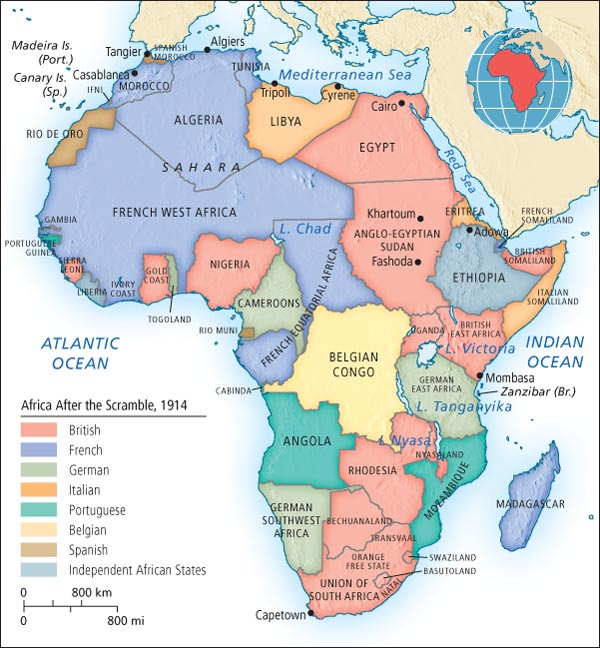 Madeira Is.
(Port.)
Tangier
SPANISH
MOROCCO
Algiers
Canary Is.
(Sp.)
Casablanca
IFNI
MOROCCO
TUNISIA
Mediterranean Sea
Tripoli
Cyrene
Cairo
RIO DE ORO
ALGERIA
LIBYA
EGYPT
SAHARA
Red Sea
FRENCH WEST AFRICA
L. Chad
Khartoum
ANGLO-EGYPTIAN
SUDAN
Fashoda
ERITREA
Adowa
FRENCH
SOMALILAND
BRITISH
SOMALILAND
ETHIOPIA
ITALIAN
SOMALILAND
GAMBIA
PORTUGUESE
GUINEA
SIERRA
LEONE
LIBERIA
IVORY
COAST
GOLD
COAST
TOGOLAND
NIGERIA
CAMEROONS
RIO MUNI
FRENCH EQUATORIAL AFRICA
CABINDA
BELGIAN
CONGO
UGANDA
BRITISH
EAST AFRICA
L. Victoria
GERMAN
EAST AFRICA
Mombasa
Zanzibar (Br.)
L. Tanganyika
ATLANTIC
OCEAN
INDIAN
OCEAN
ANGOLA
L. Nyasa
NYASALAND
RHODESIA
MOZAMBIQUE
MADAGASCAR
GERMAN
SOUTHWEST
AFRICA
BECHUANALAND
TRANSVAAL
ORANGE
FREE STATE
SWAZILAND
BASUTOLAND
UNION OF
SOUTH AFRICA
NATAL
Capetown
Africa After the Scramble, 1914
British
French
German
Italian
Portuguese
Belgian
Spanish
Independent African States
0 800 km
0 800 mi